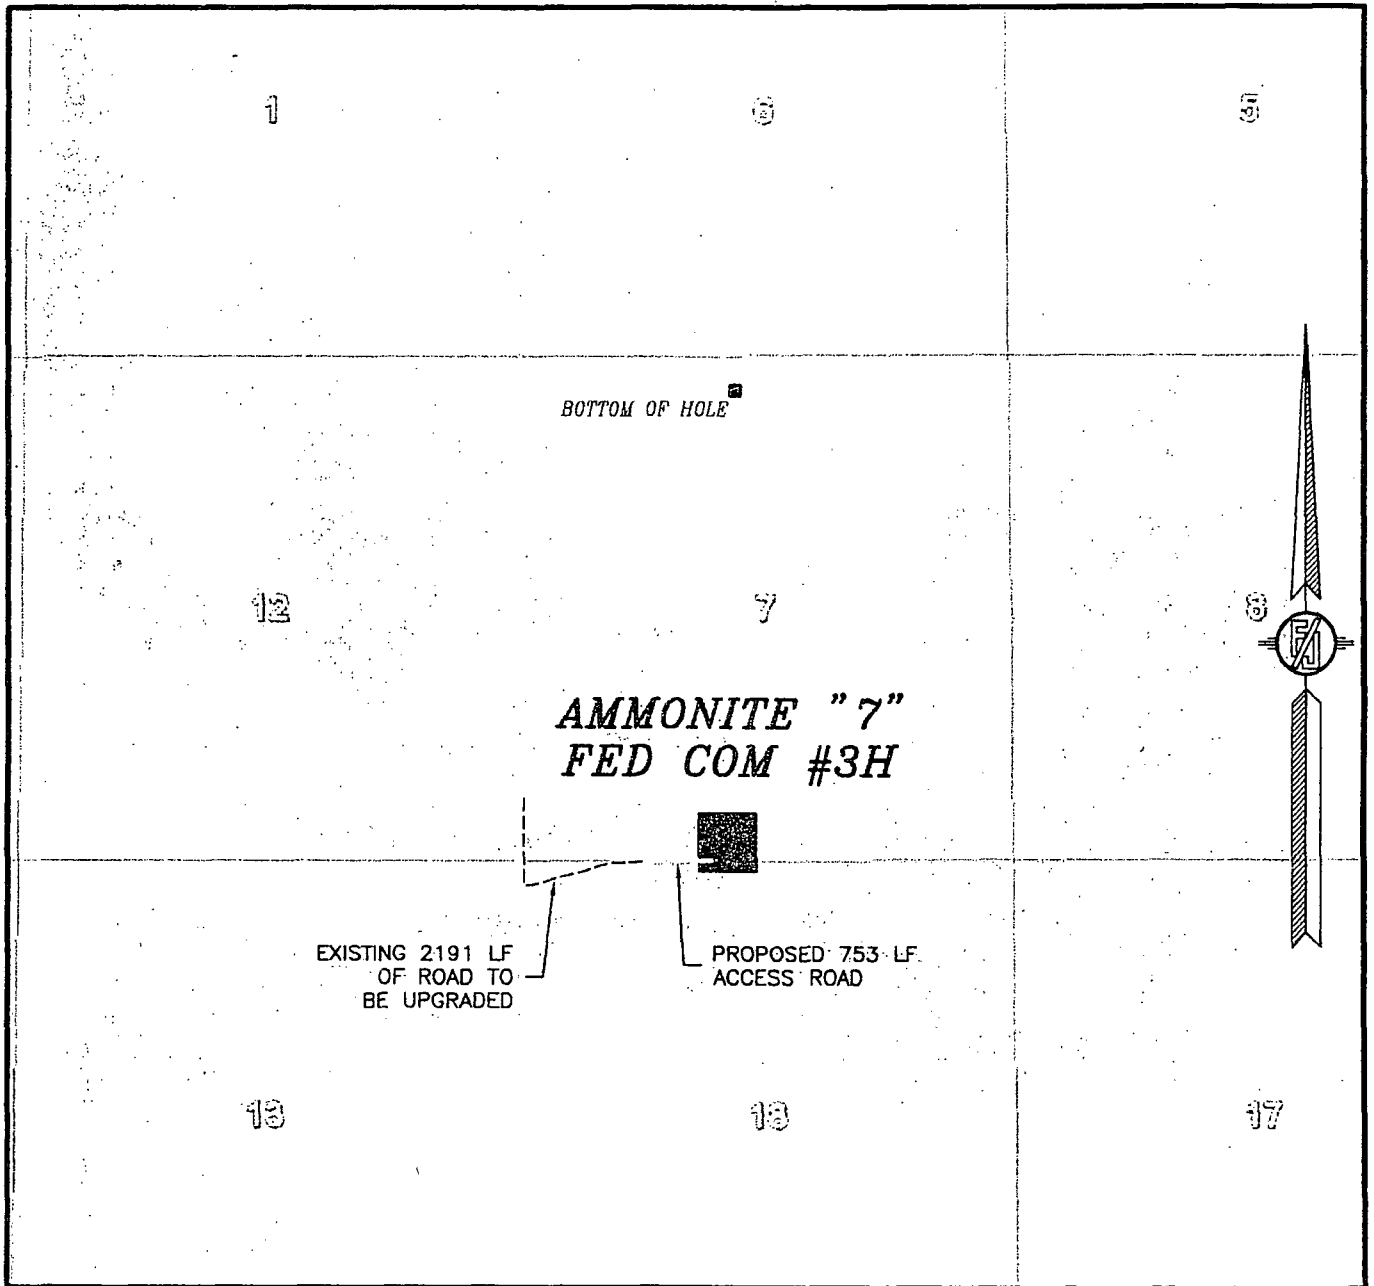 1 6 5
BOTTOM OF HOLE
12 7 8
AMMONITE "7"
FED COM #3H
EXISTING 2191 LF
OF ROAD TO
BE UPGRADED
PROPOSED 753 LF
ACCESS ROAD
13 18 17